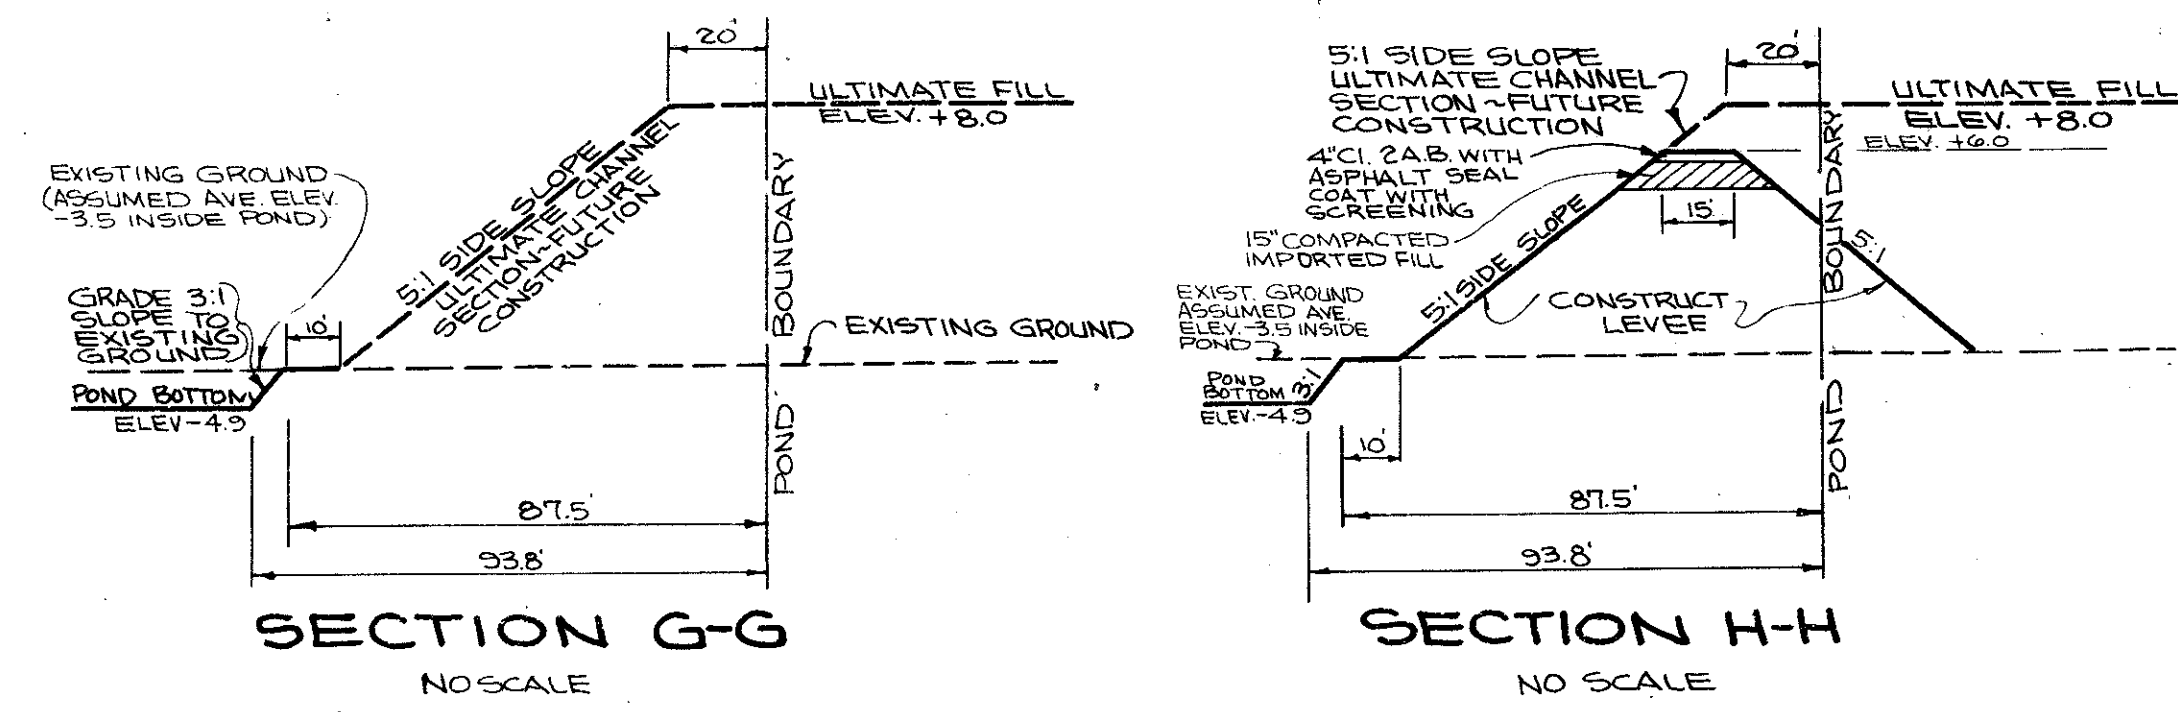 20'
ULTIMATE FILL
ELEV. +8.0
EXISTING GROUND
(ASSUMED AVE. ELEV.
-3.5 INSIDE POND)
5:1 SIDE SLOPE
ULTIMATE CHANNEL
SECTION~FUTURE
CONSTRUCTION
GRADE 3:1
SLOPE TO
EXISTING
GROUND
10'
EXISTING GROUND
POND BOTTOM
ELEV-4.9
POND BOUNDARY
87.5'
93.8'
SECTION G-G
NO SCALE
20'
5:1 SIDE SLOPE
ULTIMATE CHANNEL
SECTION~FUTURE
CONSTRUCTION
ULTIMATE FILL
ELEV. +8.0
ELEV. +6.0
4"Cl. 2A.B. WITH
ASPHALT SEAL
COAT WITH
SCREENING
15'
15" COMPACTED
IMPORTED FILL
5:1 SIDE SLOPE
5:1
CONSTRUCT
LEVEE
EXIST. GROUND
ASSUMED AVE.
ELEV.-3.5 INSIDE
POND
POND
BOTTOM
3:1
ELEV.-4.9
10'
POND BOUNDARY
87.5'
93.8'
SECTION H-H
NO SCALE